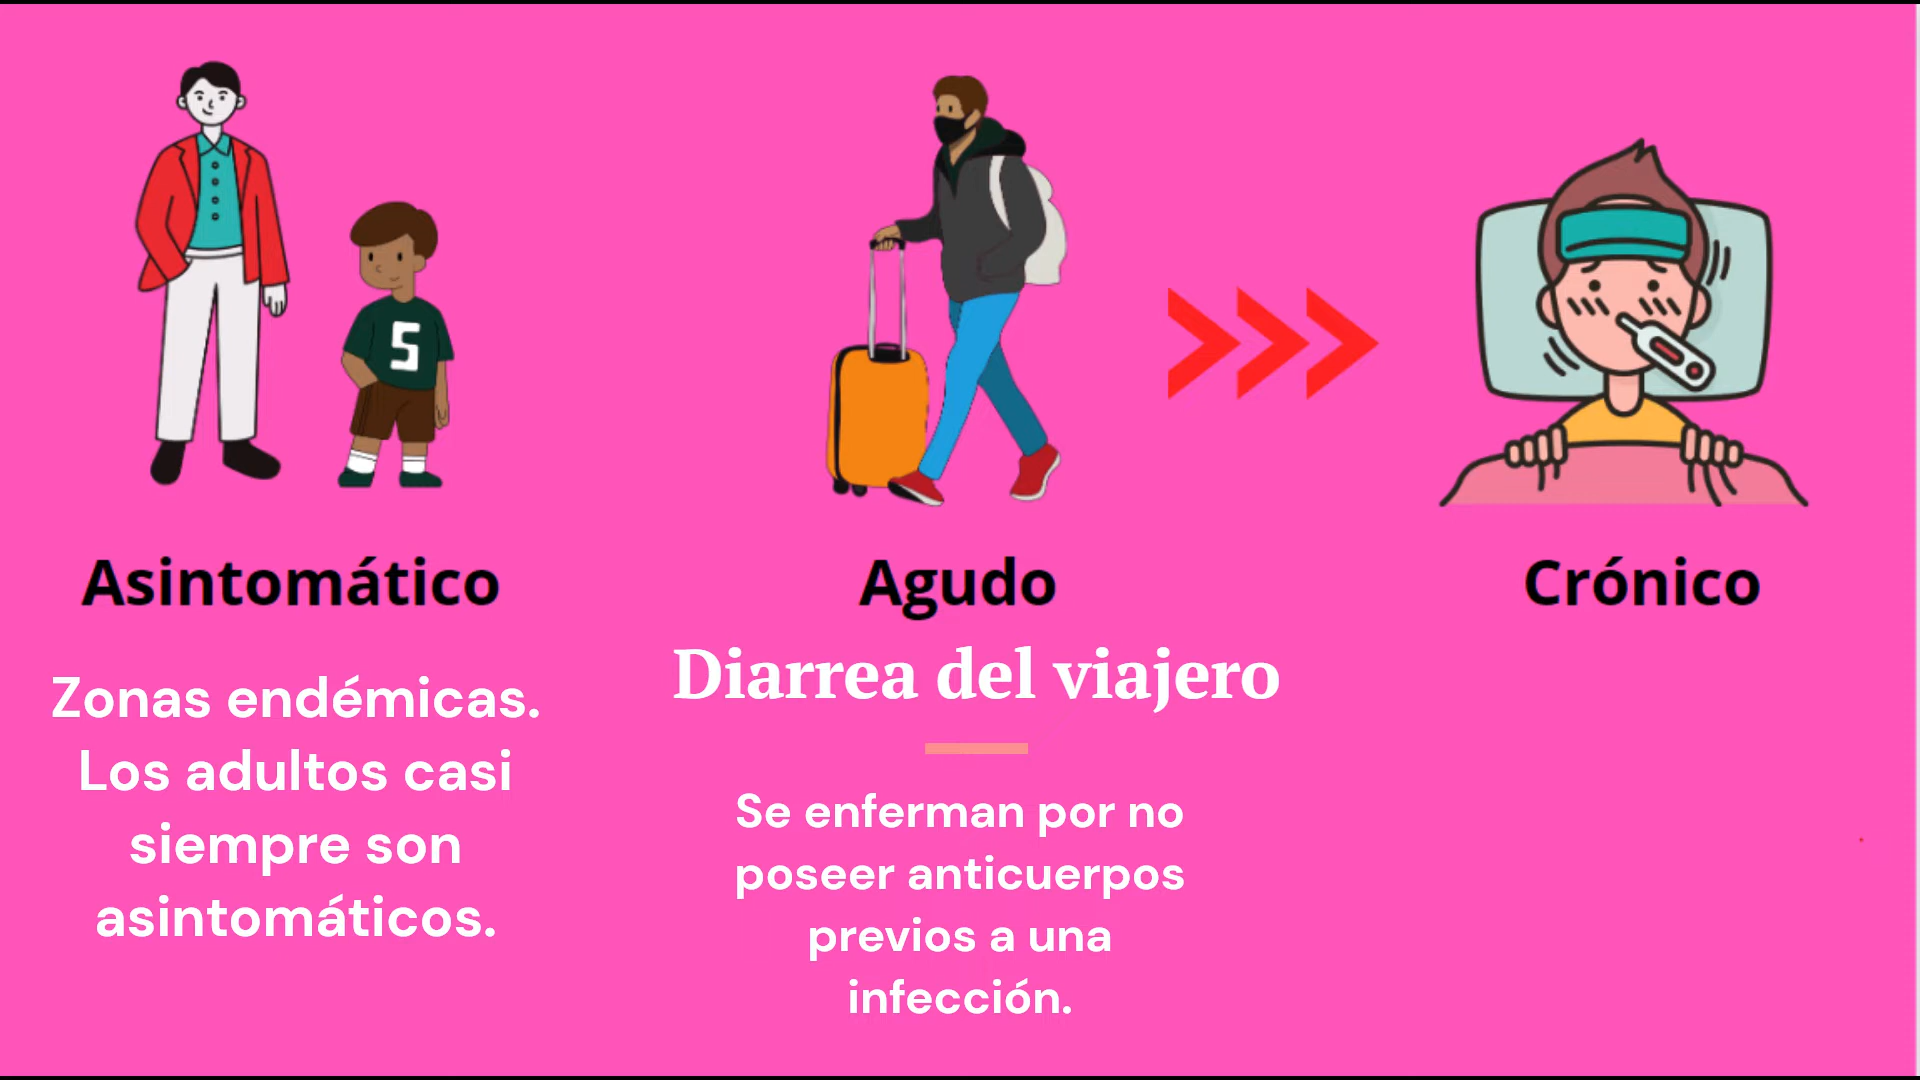 5
Asintomático
Zonas endémicas.
Los adultos casi
siempre son
asintomáticos.
Agudo
Diarrea del viajero
Se enferman por no
poseer anticuerpos
previos a una
infección.
Crónico